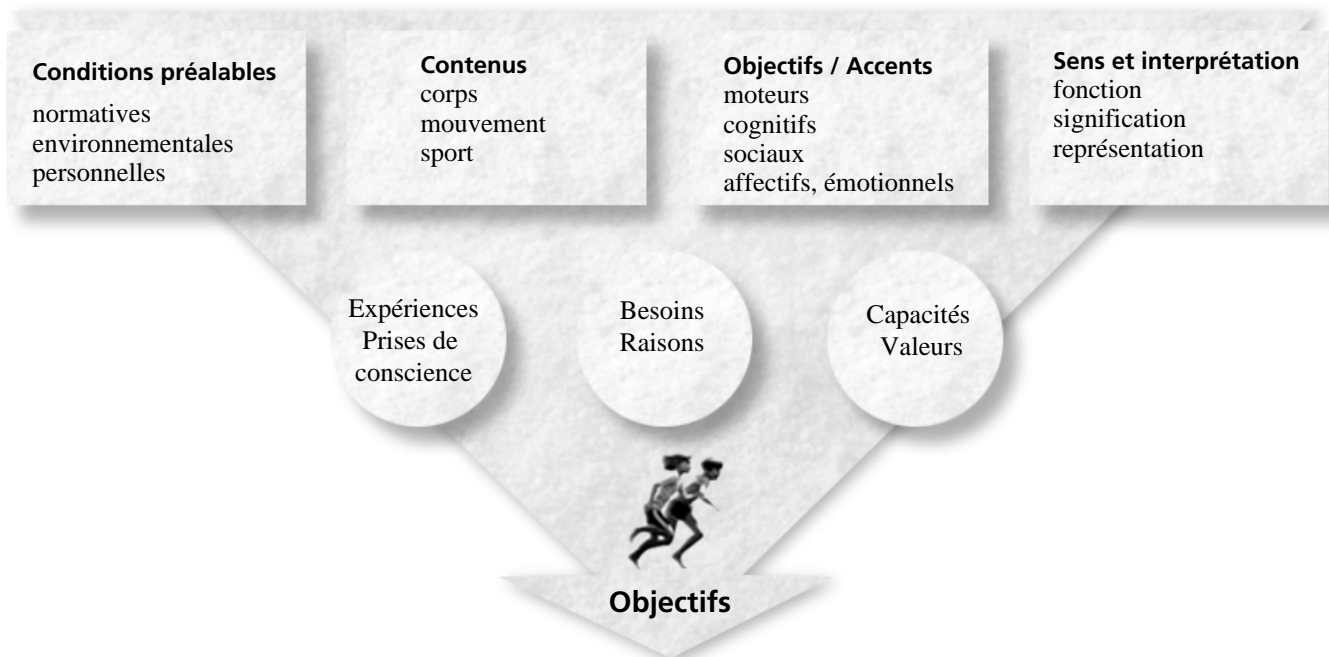 Conditions préalables
normatives
environnementales
personnelles
Contenus
corps
mouvement
sport
Objectifs / Accents
moteurs
cognitifs
sociaux
affectifs, émotionnels
Sens et interprétation
fonction
signification
représentation
Expériences
Prises de
conscience
Besoins
Raisons
Capacités
Valeurs
Objectifs